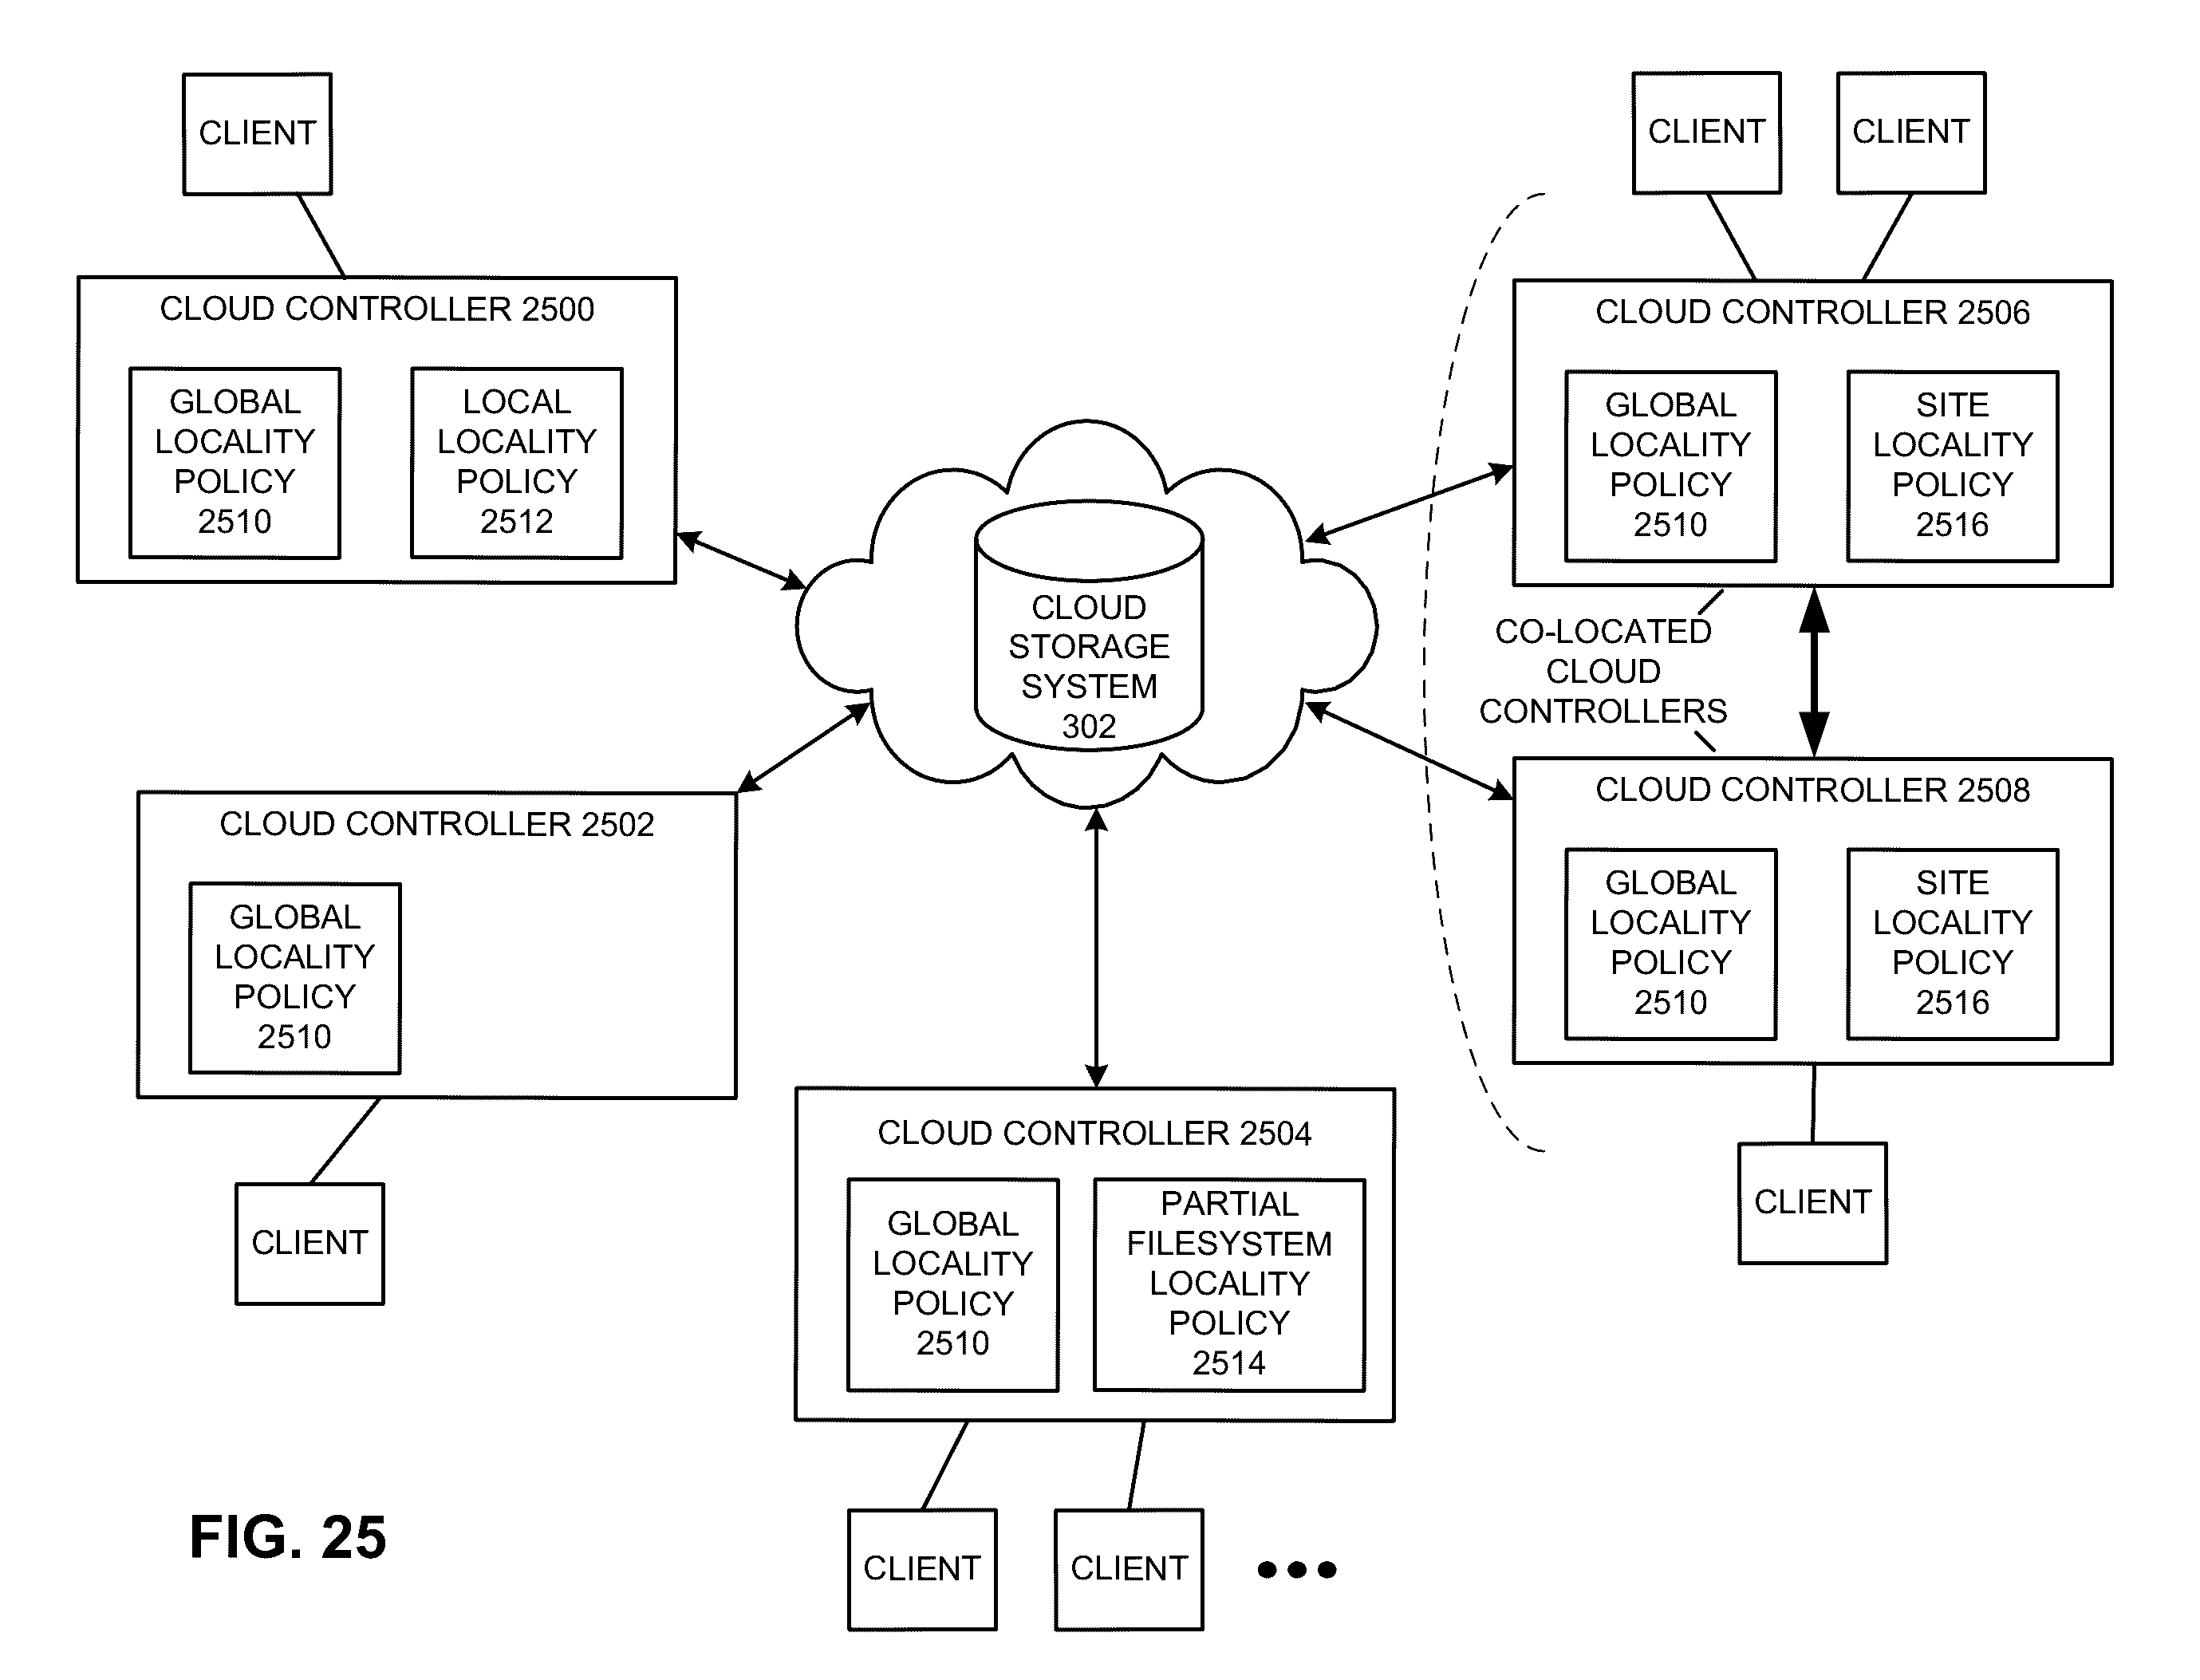 CLIENT
CLOUD CONTROLLER 2500
GLOBAL
LOCALITY
POLICY
2510
LOCAL
LOCALITY
POLICY
2512
CLIENT
CLIENT
CLOUD CONTROLLER 2506
GLOBAL
LOCALITY
POLICY
2510
SITE
LOCALITY
POLICY
2516
CLOUD
STORAGE
SYSTEM
302
CO-LOCATED
CLOUD
CONTROLLERS
CLOUD CONTROLLER 2502
GLOBAL
LOCALITY
POLICY
2510
CLIENT
CLOUD CONTROLLER 2508
GLOBAL
LOCALITY
POLICY
2510
SITE
LOCALITY
POLICY
2516
CLIENT
CLOUD CONTROLLER 2504
GLOBAL
LOCALITY
POLICY
2510
PARTIAL
FILESYSTEM
LOCALITY
POLICY
2514
CLIENT
CLIENT
•••
FIG. 25